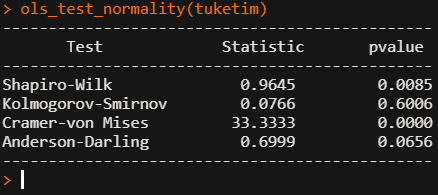 > ols_test_normality(tuketim)
-----------------------------------------------
Test Statistic pvalue
-----------------------------------------------
Shapiro-Wilk 0.9645 0.0085
Kolmogorov-Smirnov 0.0766 0.6006
Cramer-von Mises 33.3333 0.0000
Anderson-Darling 0.6999 0.0656
-----------------------------------------------
>